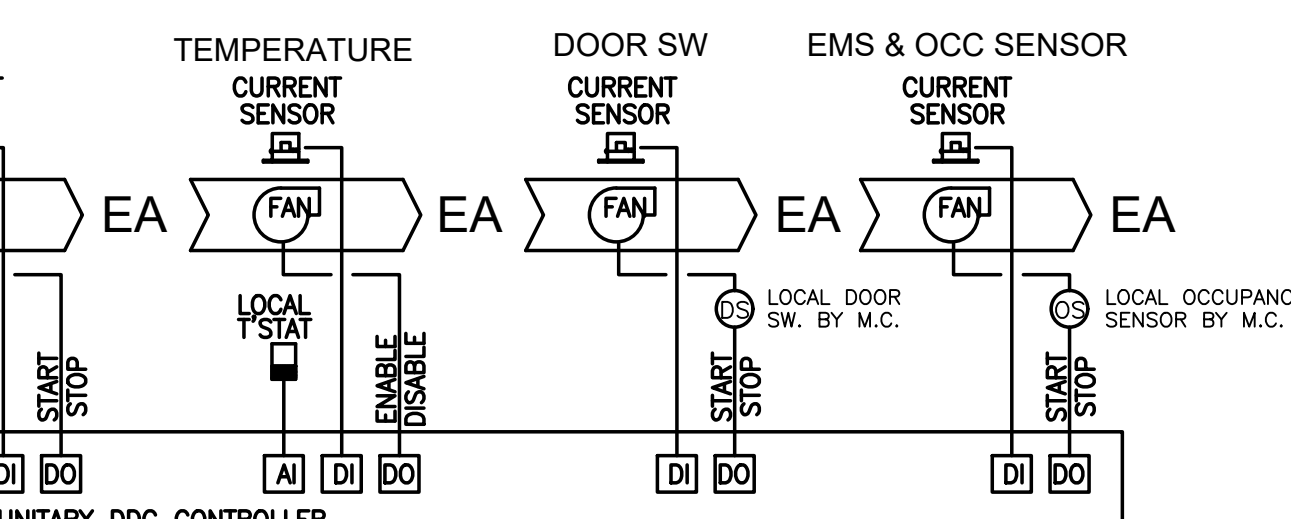 TEMPERATURE
DOOR SW
EMS & OCC SENSOR
CURRENT
SENSOR
CURRENT
SENSOR
CURRENT
SENSOR
EA
FAN
EA
FAN
EA
FAN
EA
LOCAL
T'STAT
DS
LOCAL DOOR
SW. BY M.C.
OS
LOCAL OCCUPANC
SENSOR BY M.C.
START
STOP
ENABLE
DISABLE
START
STOP
START
STOP
DI
DO
AI
DI
DO
DI
DO
DI
DO
UNITARY DDC CONTROLLER